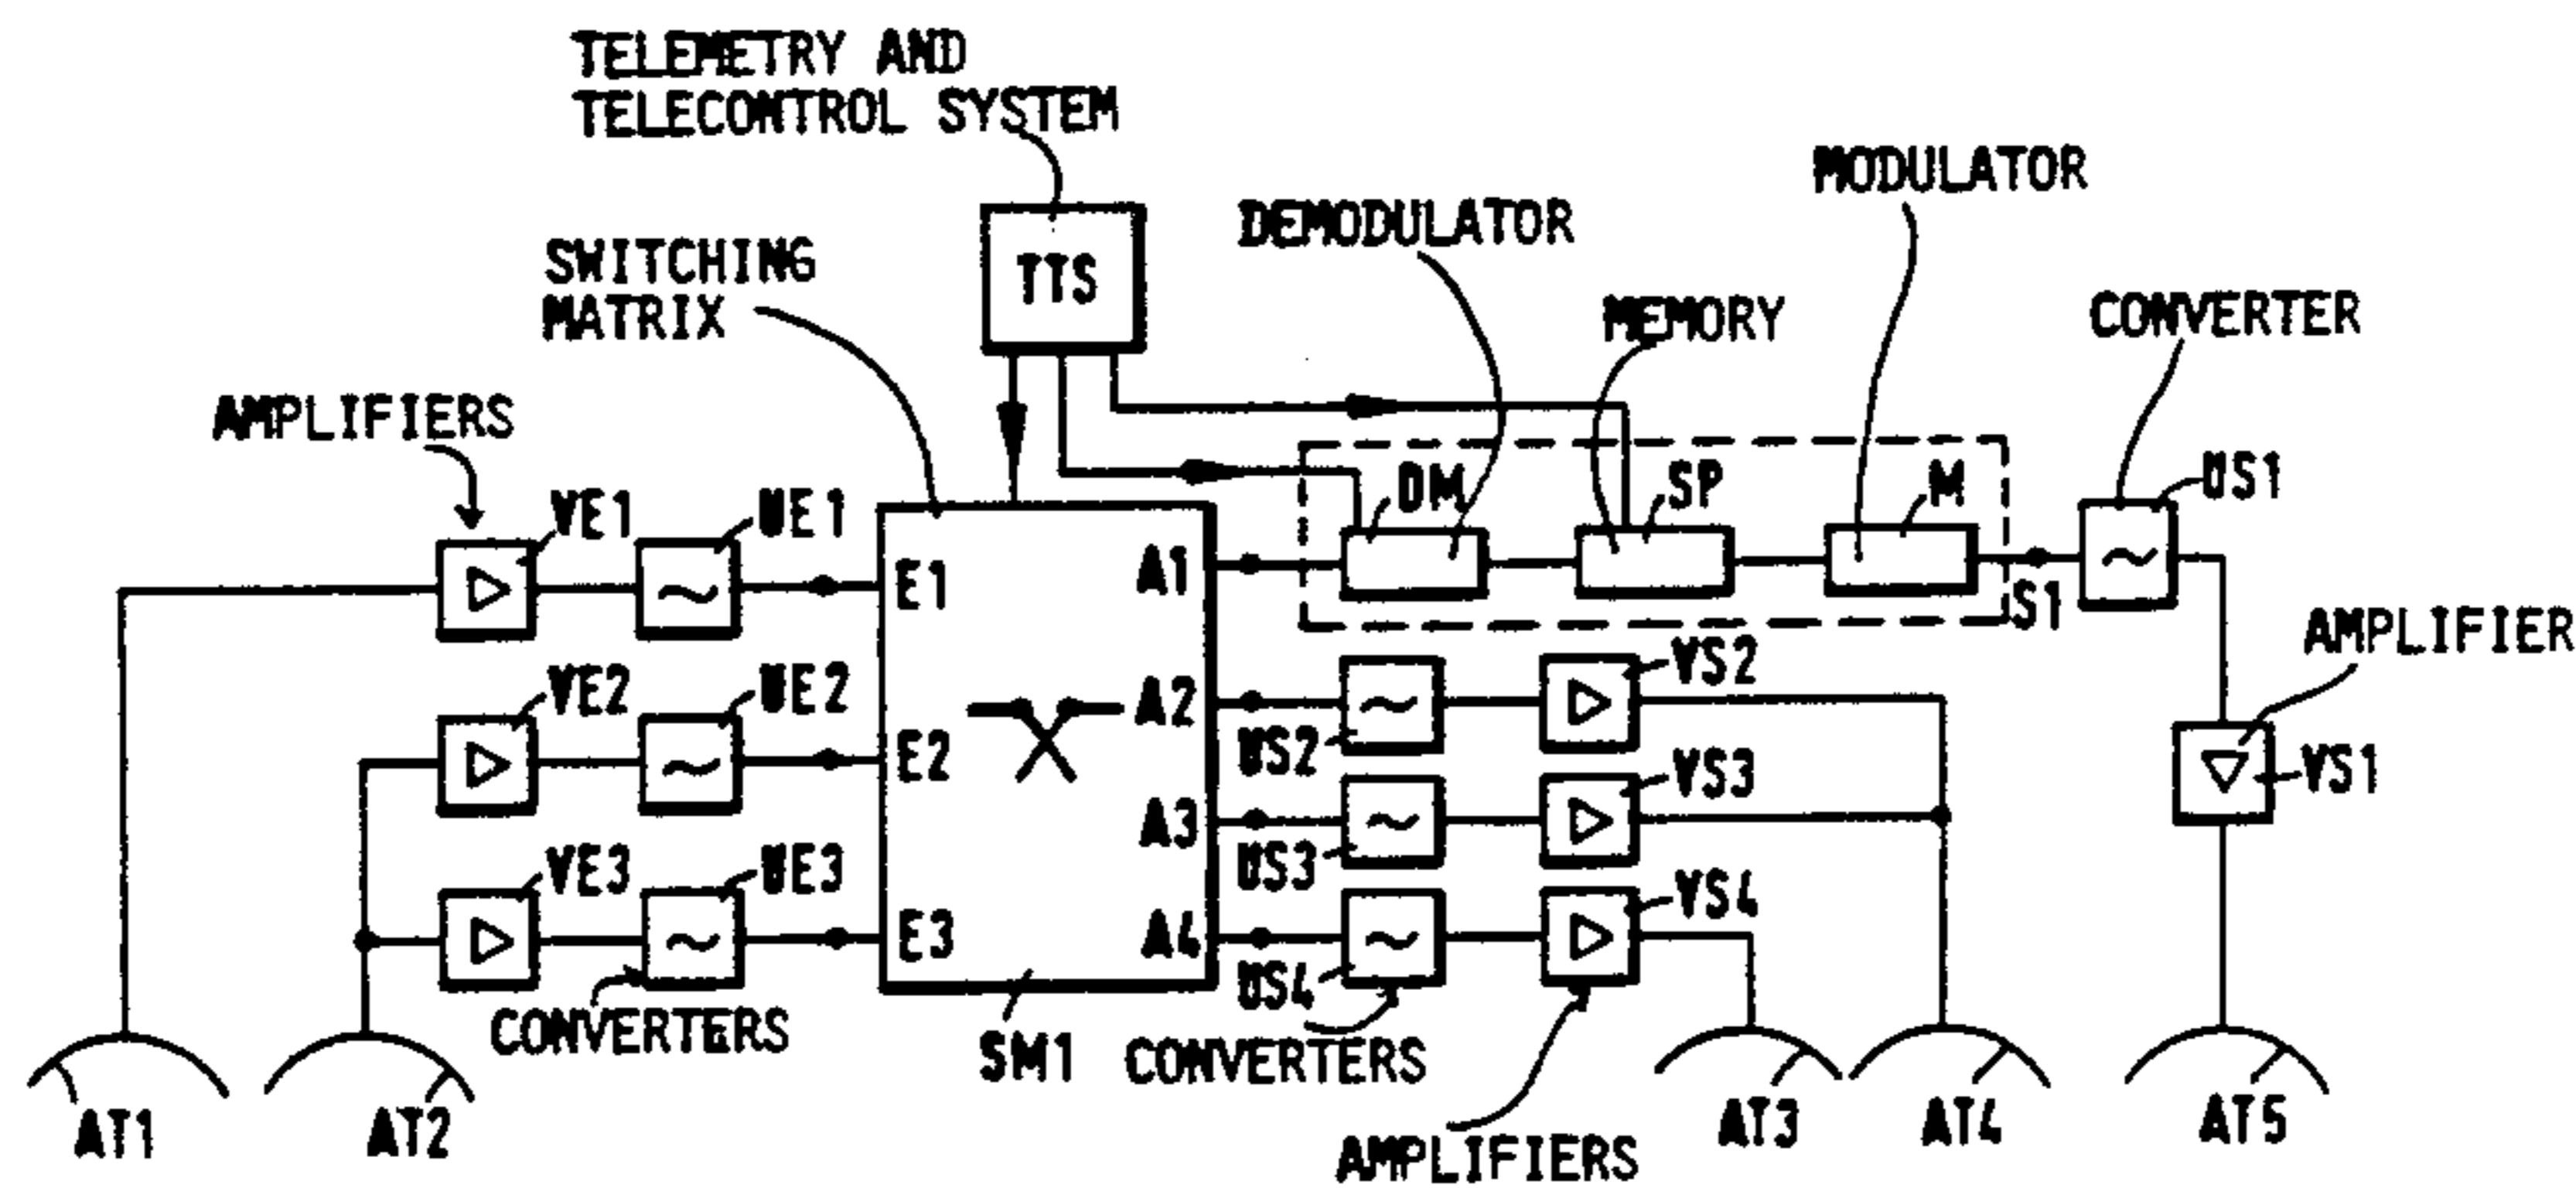 TELEMETRY AND
TELECONTROL SYSTEM
MODULATOR
DEMODULATOR
SWITCHING
MATRIX
TTS
MEMORY
CONVERTER
AMPLIFIERS
VE1
UE1
DM
SP
M
US1
E1
A1
S1
AMPLIFIER
VE2
UE2
VS2
A2
US2
E2
VS3
VS1
A3
US3
VE3
UE3
VS4
E3
A4
US4
CONVERTERS
SM1
CONVERTERS
AT1
AT2
AT3
AT4
AT5
AMPLIFIERS